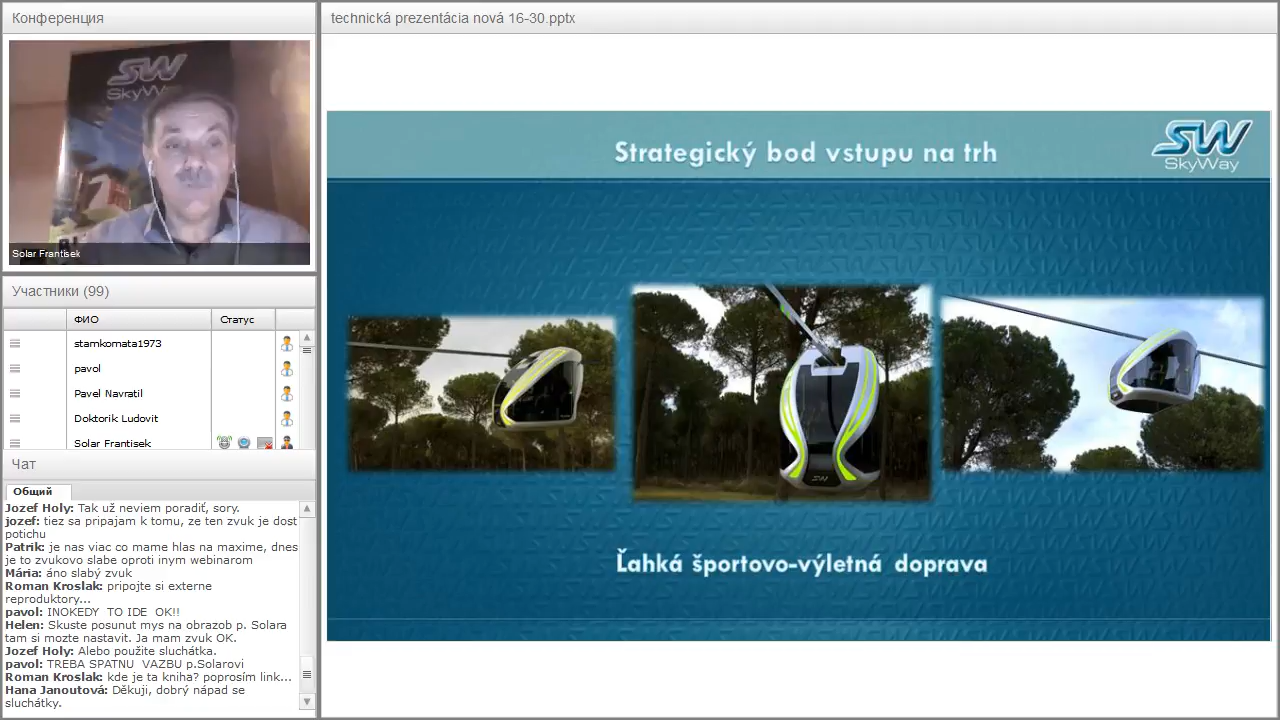 Конференция
SW
SkyW
Solar František
Участники (99)
ФИО
Статус
stamkomata1973
pavol
Pavel Navratil
Doktorik Ludovit
Solar Frantisek
Чат
Общий
Jozef Holy: Tak už neviem poradiť, sory.
jozef: tiez sa pripajam k tomu, ze ten zvuk je dost
potichu
Patrik: je nas viac co mame hlas na maxime, dnes
je to zvukovo slabe oproti inym webinarom
Mária: áno slabý zvuk
Roman Kroslak: pripojte si externe
reproduktory...
pavol: INOKEDY TO IDE OK!!
Helen: Skuste posunut mys na obrazob p. Solara
tam si mozte nastavit. Ja mam zvuk OK.
Jozef Holy: Alebo použite sluchátka.
pavol: TREBA SPATNU VAZBU p.Solarovi
Roman Kroslak: kde je ta kniha? poprosím link...
Hana Janoutová: Děkuji, dobrý nápad se
sluchátky.
technická prezentácia nová 16-30.pptx
Strategický bod vstupu na trh
SW
SkyWay
SW
Ľahká športovo-výletná doprava